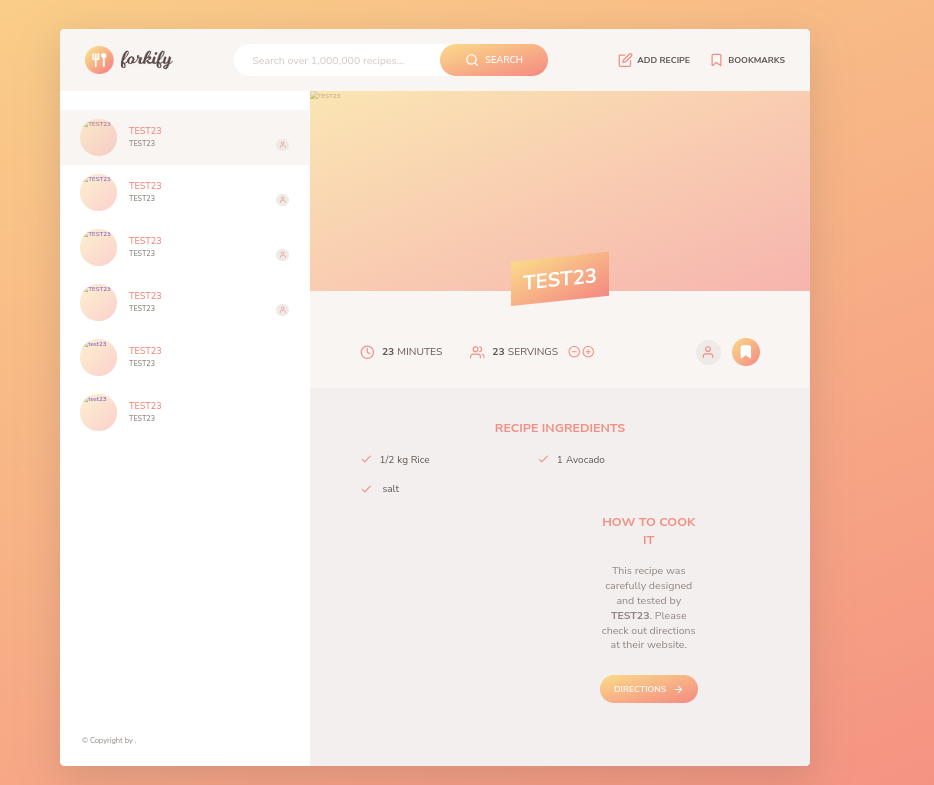 forkify
Search over 1,000,000 recipes...
SEARCH
ADD RECIPE
BOOKMARKS
TEST23
TEST23
TEST23
TEST23
TEST23
TEST23
TEST23
TEST23
TEST23
TEST23
TEST23
TEST23
test23
TEST23
TEST23
test23
TEST23
TEST23
© Copyright by .
TEST23
TEST23
23 MINUTES
23 SERVINGS
RECIPE INGREDIENTS
1/2 kg Rice
1 Avocado
salt
HOW TO COOK
IT
This recipe was
carefully designed
and tested by
TEST23. Please
check out directions
at their website.
DIRECTIONS